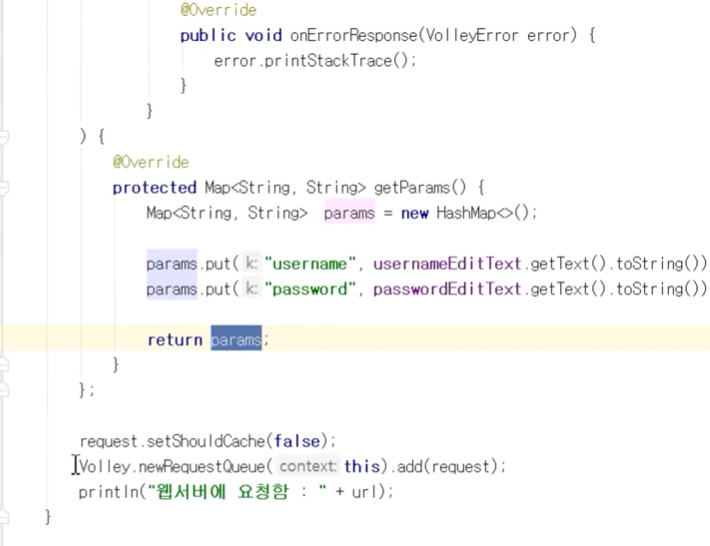 @Override
public void onErrorResponse(VolleyError error) {
error.printStackTrace();
}
}
) {
@Override
protected Map<String, String> getParams() {
Map<String, String> params = new HashMap<>();
params.put( k: "username", usernameEditText.getText().toString())
params.put( k: "password", passwordEditText.getText().toString())
return params;
}
};
request.setShouldCache(false);
Volley.newRequestQueue( context: this).add(request);
println("웹서버에 요청함 : " + url);
}